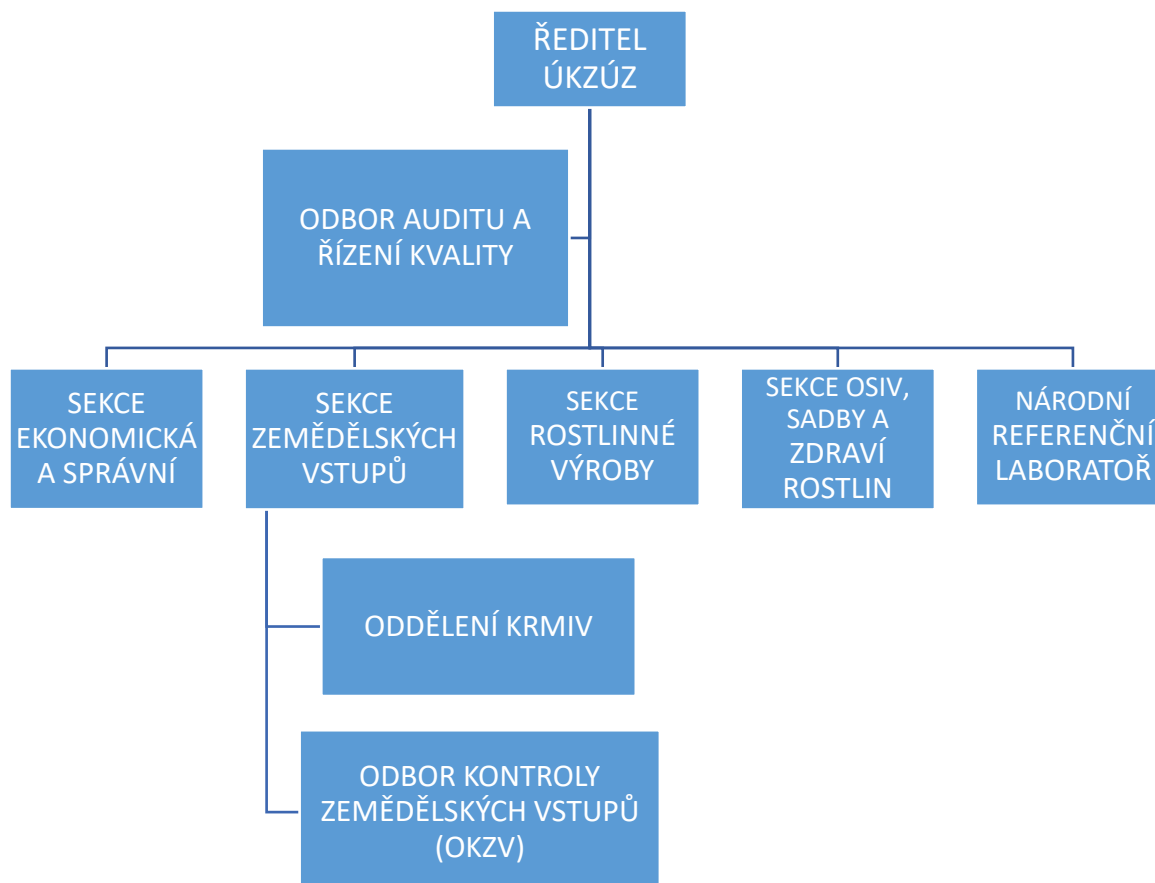 ŘEDITEL
ÚKZÚZ
ODBOR AUDITU A
ŘÍZENÍ KVALITY
SEKCE
EKONOMICKÁ
A SPRÁVNÍ
SEKCE
ZEMĚDĚLSKÝCH
VSTUPŮ
SEKCE
ROSTLINNÉ
VÝROBY
SEKCE OSIV,
SADBY A
ZDRAVÍ
ROSTLIN
NÁRODNÍ
REFERENČNÍ
LABORATOŘ
ODDĚLENÍ KRMIV
ODBOR KONTROLY
ZEMĚDĚLSKÝCH VSTUPŮ
(OKZV)